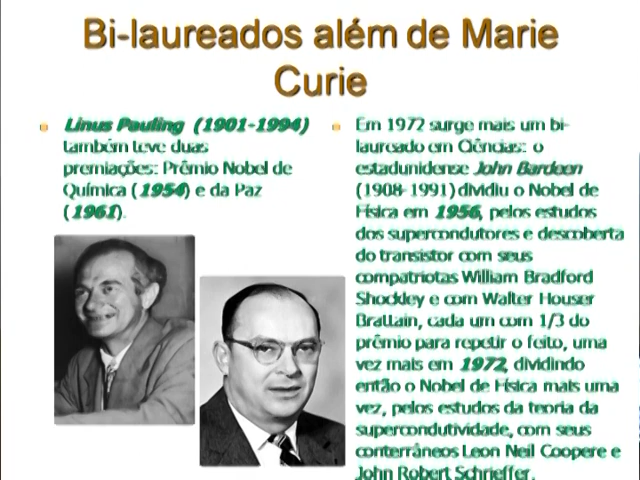 Bi-laureados além de Marie
Curie
Linus Pauling (1901-1994)
também teve duas
premiações: Prêmio Nobel de
Química (1954) e da Paz
(1961).
Em 1972 surge mais um bi-
laureado em Ciências: o
estadunidense John Bardeen
(1908-1991) dividiu o Nobel de
Física em 1956, pelos estudos
dos supercondutores e descoberta
do transistor com seus
compatriotas William Bradford
Shockley e com Walter Houser
Brattain, cada um com 1/3 do
prêmio para repetir o feito, uma
vez mais em 1972, dividindo
então o Nobel de Física mais uma
vez, pelos estudos da teoria da
supercondutividade, com seus
conterrâneos Leon Neil Coopere e
John Robert Schrieffer.